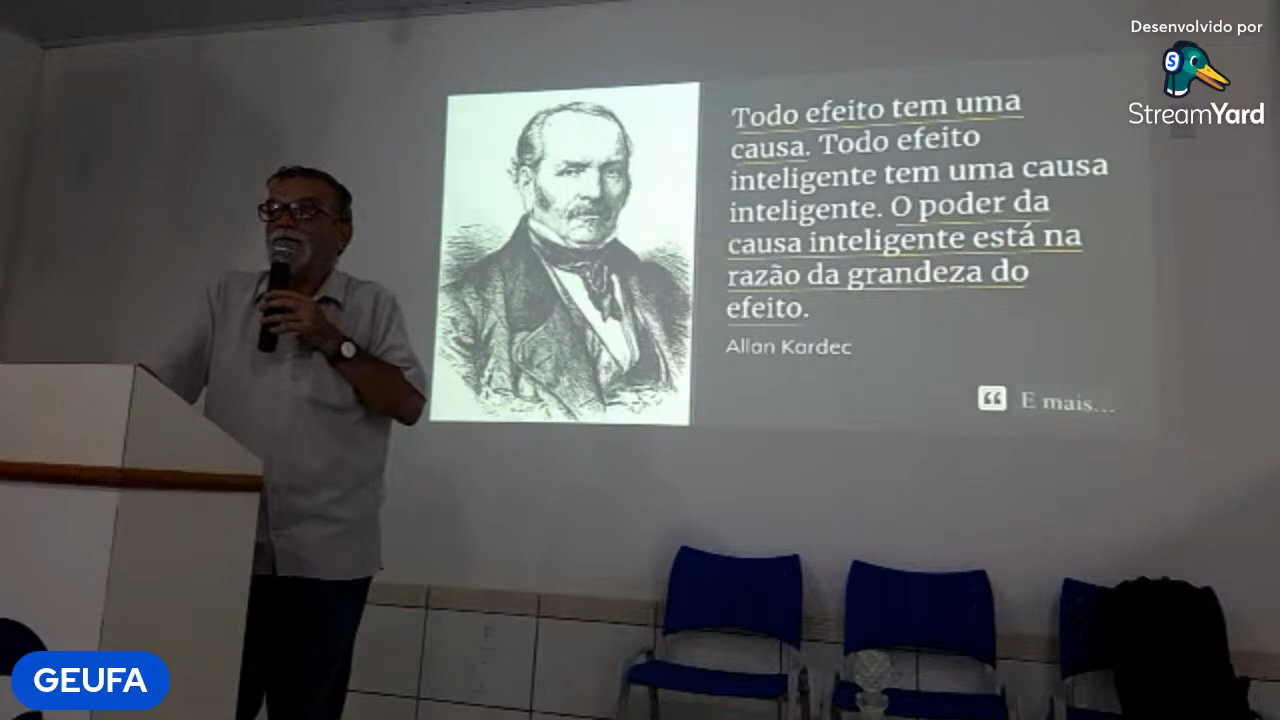 Desenvolvido por
StreamYard
Todo efeito tem uma
causa. Todo efeito
inteligente tem uma causa
inteligente. O poder da
causa inteligente está na
razão da grandeza do
efeito.
Allan Kardec
E mais...
GEUFA